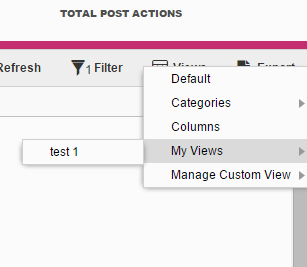 TOTAL POST ACTIONS
Refresh
1 Filter
Views
Export
Default
Categories
Columns
My Views
Manage Custom View
test 1